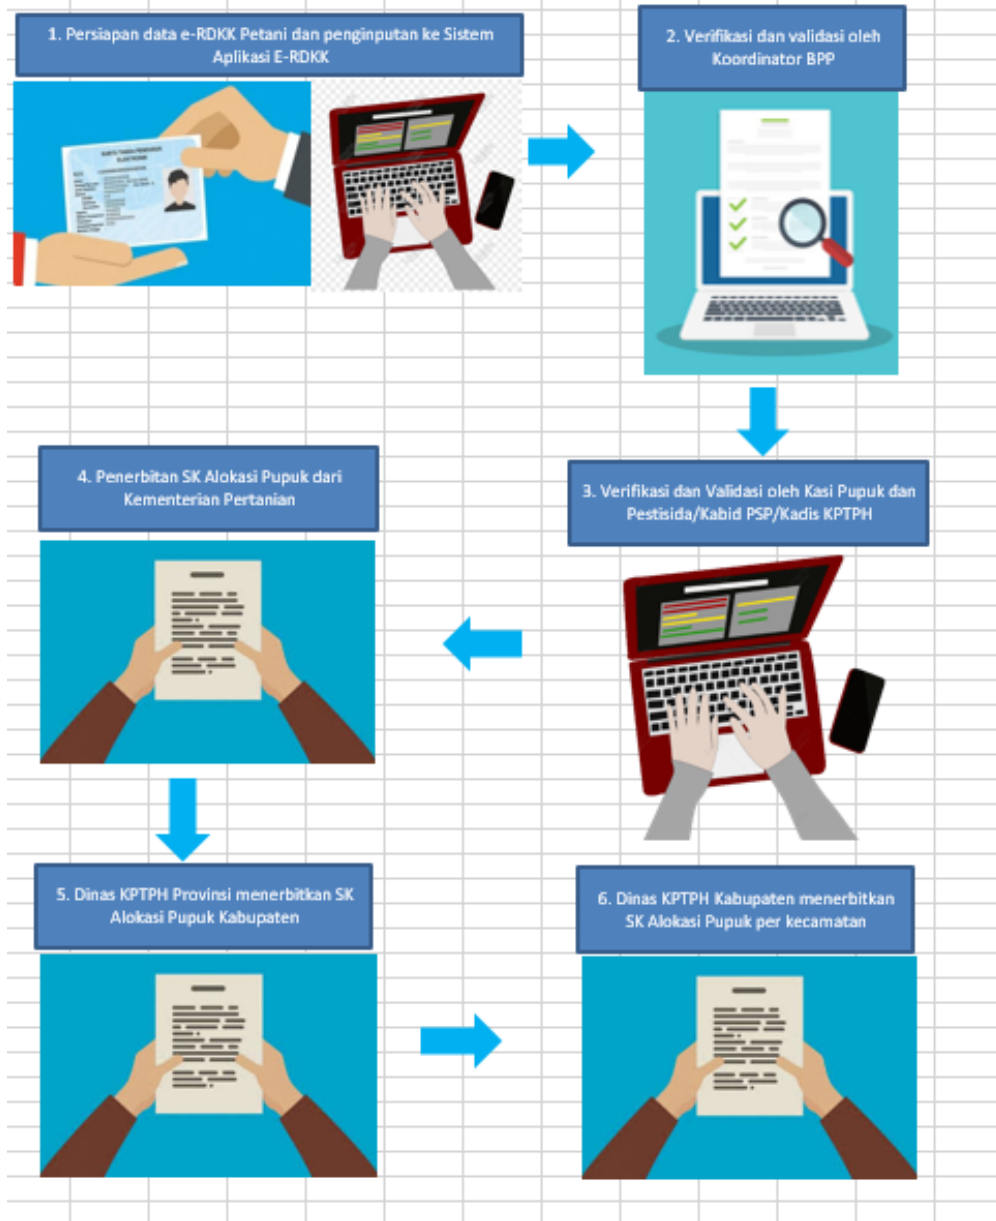 1. Persiapan data e-RDKK Petani dan penginputan ke Sistem
Aplikasi E-RDKK
2. Verifikasi dan validasi oleh
Koordinator BPP
3. Verifikasi dan Validasi oleh Kasi Pupuk dan
Pestisida/Kabid PSP/Kadis KPTPH
4. Penerbitan SK Alokasi Pupuk dari
Kementerian Pertanian
5. Dinas KPTPH Provinsi menerbitkan SK
Alokasi Pupuk Kabupaten
6. Dinas KPTPH Kabupaten menerbitkan
SK Alokasi Pupuk per kecamatan